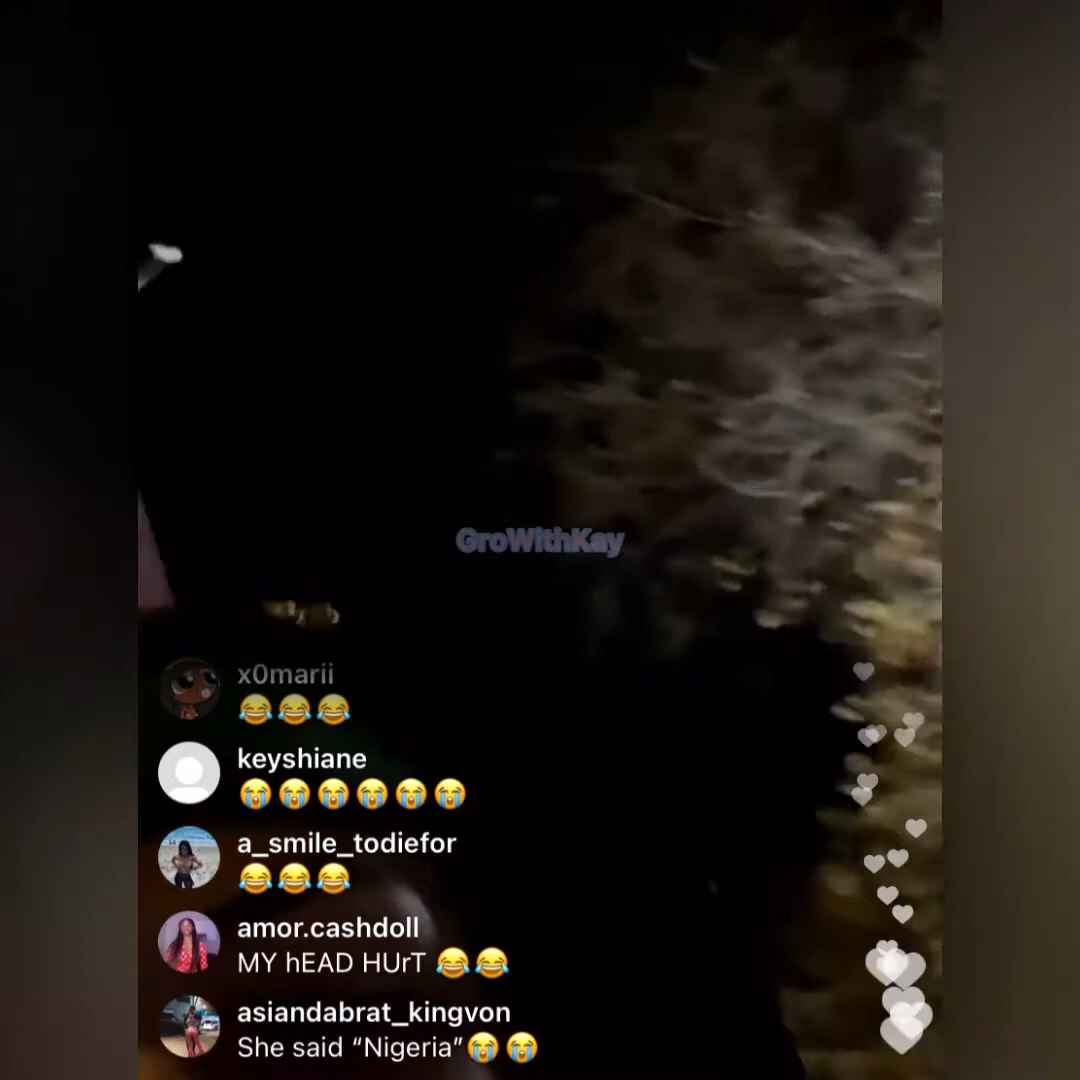 GroWithKay
x0marii
😂😂😂
keyshiane
😭😭😭😭😭😭
a_smile_todiefor
😂😂😂
amor.cashdoll
MY hEAD HUrT 😂😂
asiandabrat_kingvon
She said “Nigeria”😭😭